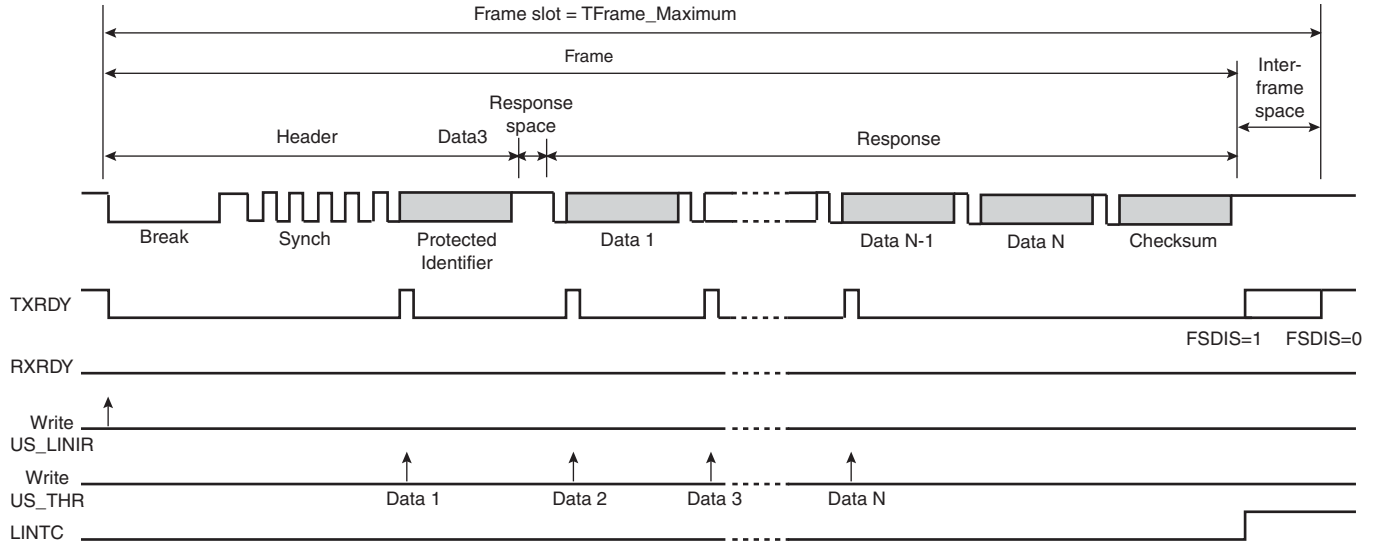 Frame slot = TFrame_Maximum
Frame
Inter-
frame
space
Response
space
Header
Data3
Response
Break
Synch
Protected
Identifier
Data 1
Data N-1
Data N
Checksum
TXRDY
FSDIS=1
FSDIS=0
RXRDY
Write
US_LINIR
Write
US_THR
Data 1
Data 2
Data 3
Data N
LINTC